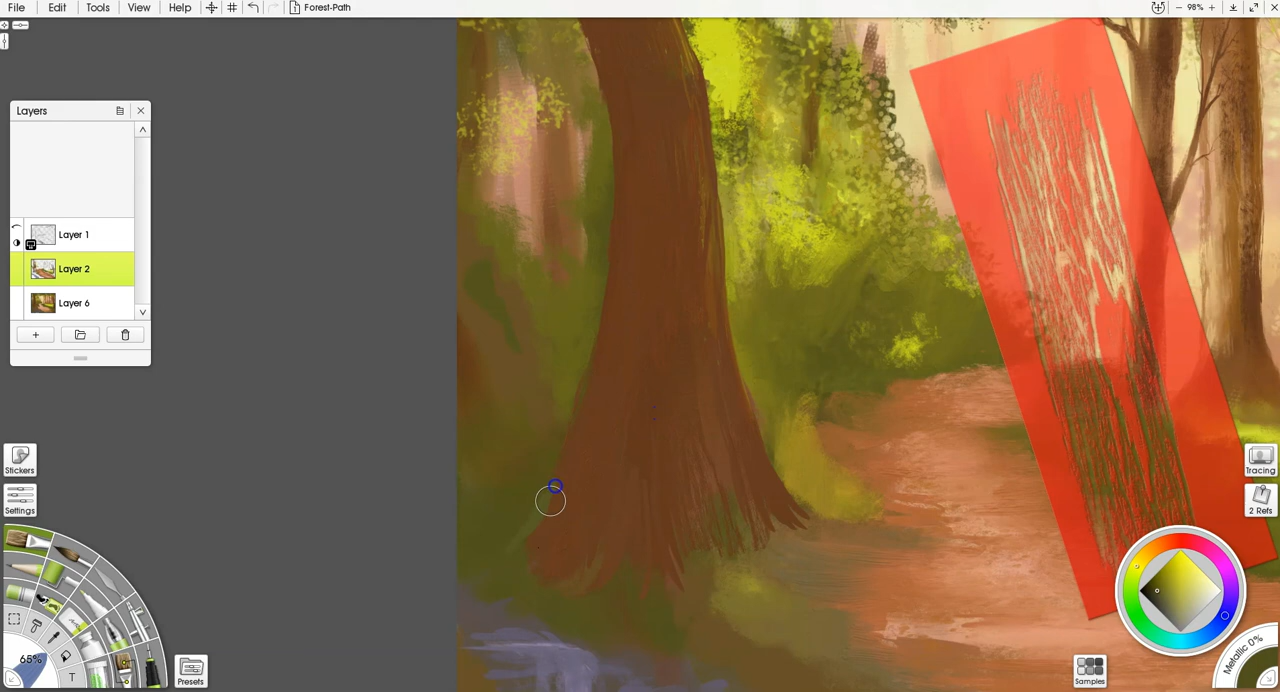 File Edit Tools View Help Forest-Path 98%
Layers
Layer 1
Layer 2
Layer 6
Stickers
Settings
Tracing
2 Refs
65%
T
Presets
Samples
Metallic 0%